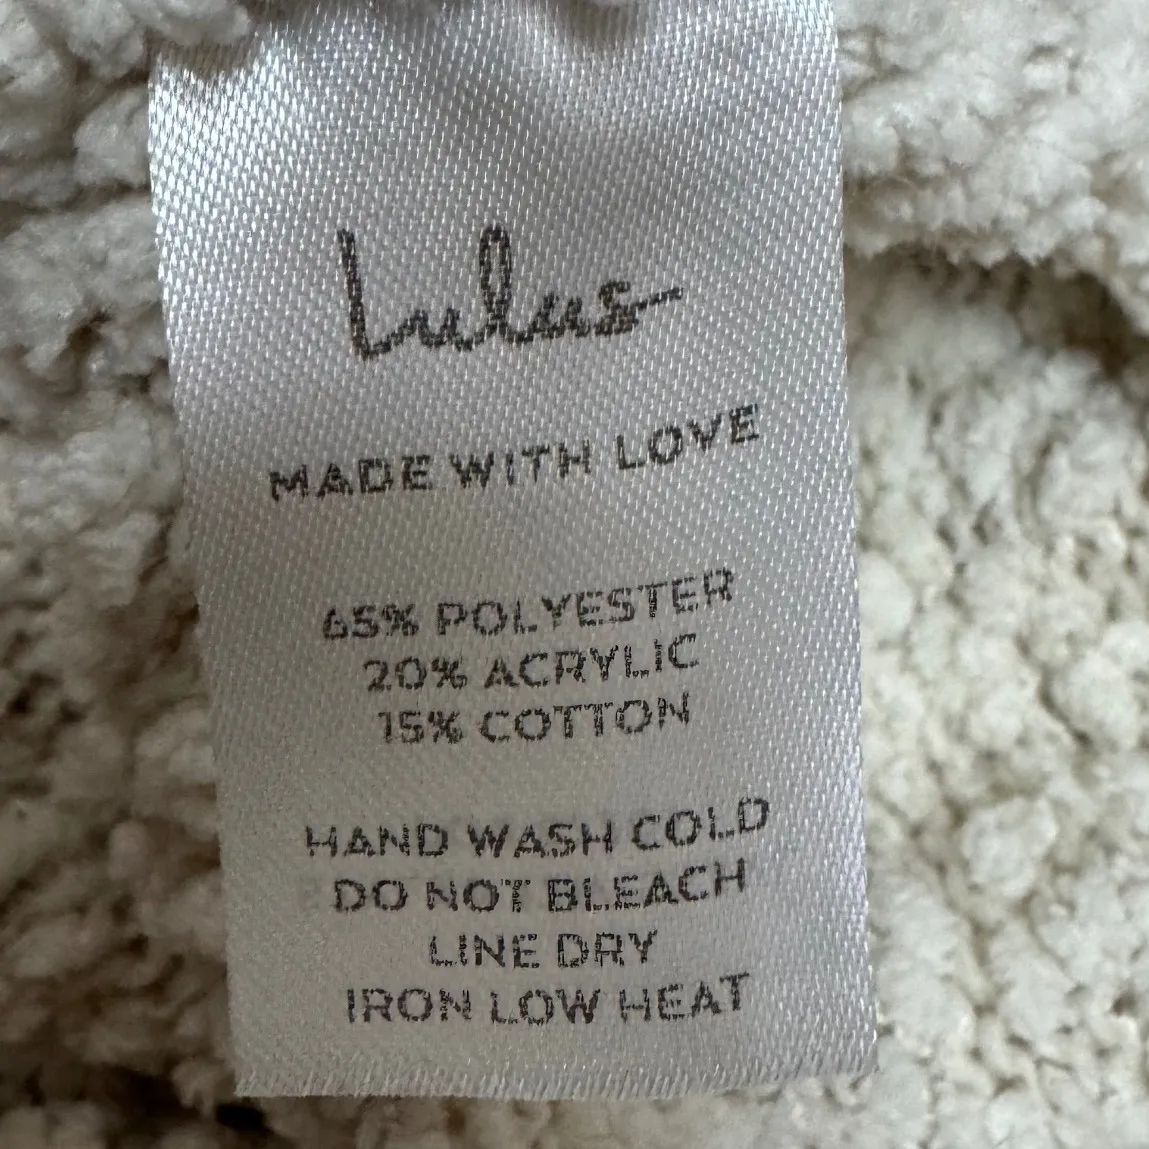 Lulus
MADE WITH LOVE
65% POLYESTER
20% ACRYLIC
15% COTTON
HAND WASH COLD
DO NOT BLEACH
LINE DRY
IRON LOW HEAT